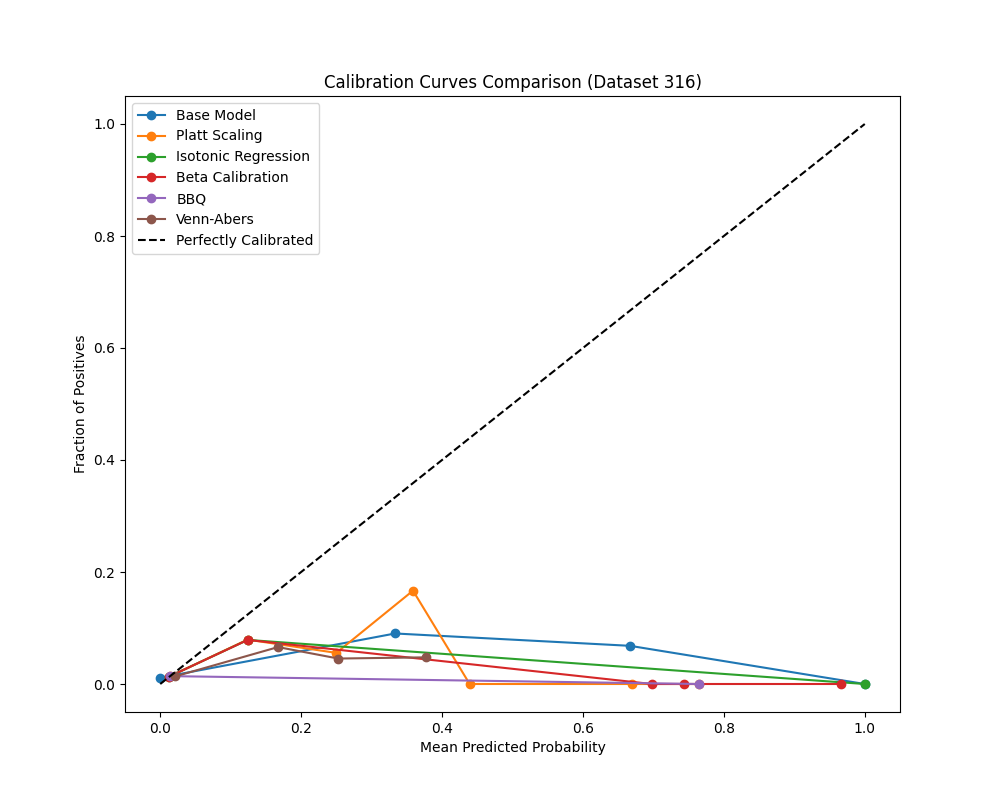 Calibration Curves Comparison (Dataset 316)
Base Model
Platt Scaling
Isotonic Regression
Beta Calibration
BBQ
Venn-Abers
Perfectly Calibrated
Fraction of Positives
1.0
0.8
0.6
0.4
0.2
0.0
0.0 0.2 0.4 0.6 0.8 1.0
Mean Predicted Probability